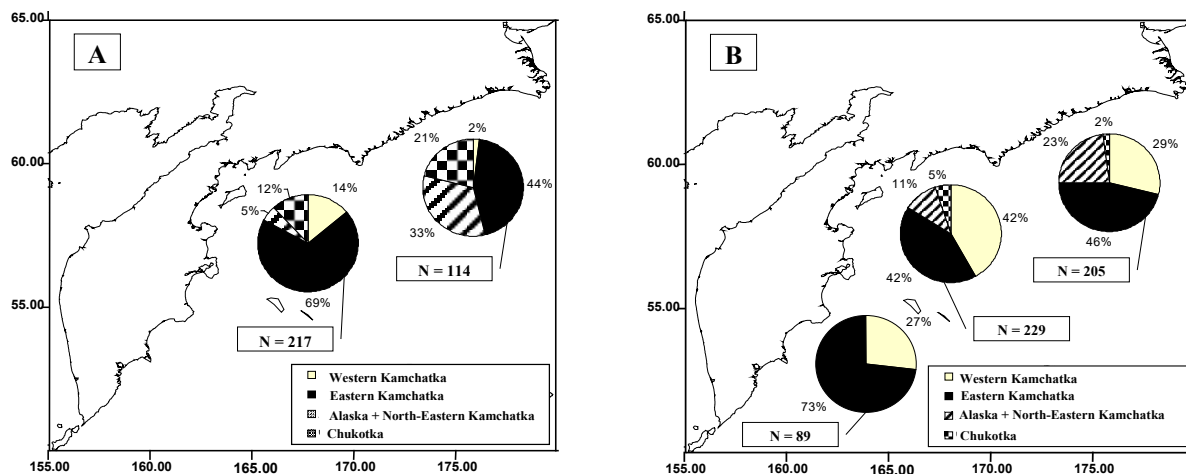 65.00
A
21%
2%
60.00
44%
12%
14%
5%
33%
N = 114
55.00
69%
N = 217
Western Kamchatka
Eastern Kamchatka
Alaska + North-Eastern Kamchatka
Chukotka
155.00 160.00 165.00 170.00 175.00
65.00
B
2%
23%
29%
60.00
5%
11%
42%
46%
42%
N = 205
55.00
27%
N = 229
73%
N = 89
Western Kamchatka
Eastern Kamchatka
Alaska + North-Eastern Kamchatka
Chukotka
155.00 160.00 165.00 170.00 175.00